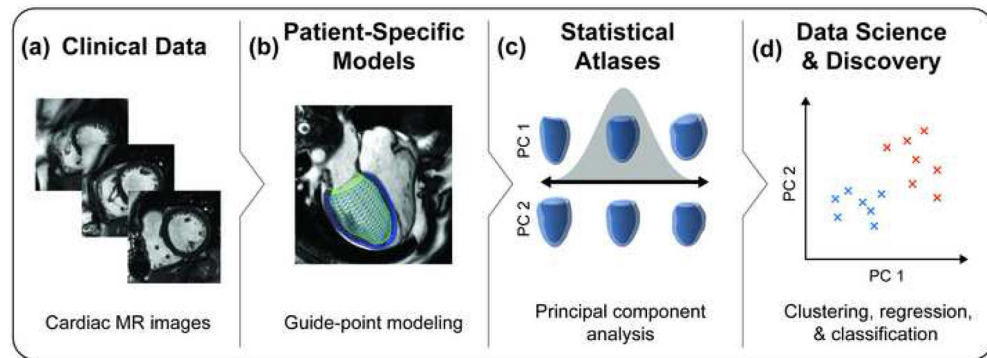 (a) Clinical Data
Cardiac MR images
(b) Patient-Specific
Models
Guide-point modeling
(c) Statistical
Atlases
PC 1
PC 2
Principal component
analysis
(d) Data Science
& Discovery
PC 2
PC 1
Clustering, regression,
& classification